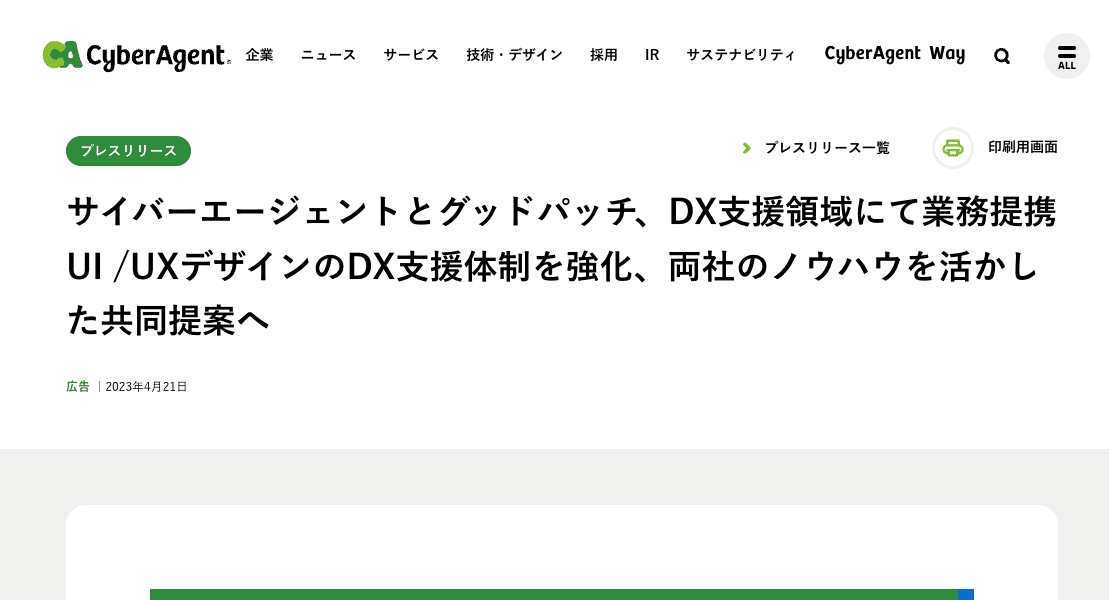 CyberAgent® 企業 ニュース サービス 技術・デザイン 採用 IR サステナビリティ CyberAgent Way
ALL
プレスリリース
プレスリリース一覧 印刷用画面
サイバーエージェントとグッドパッチ、DX支援領域にて業務提携
UI /UXデザインのDX支援体制を強化、両社のノウハウを活かし
た共同提案へ
広告 | 2023年4月21日